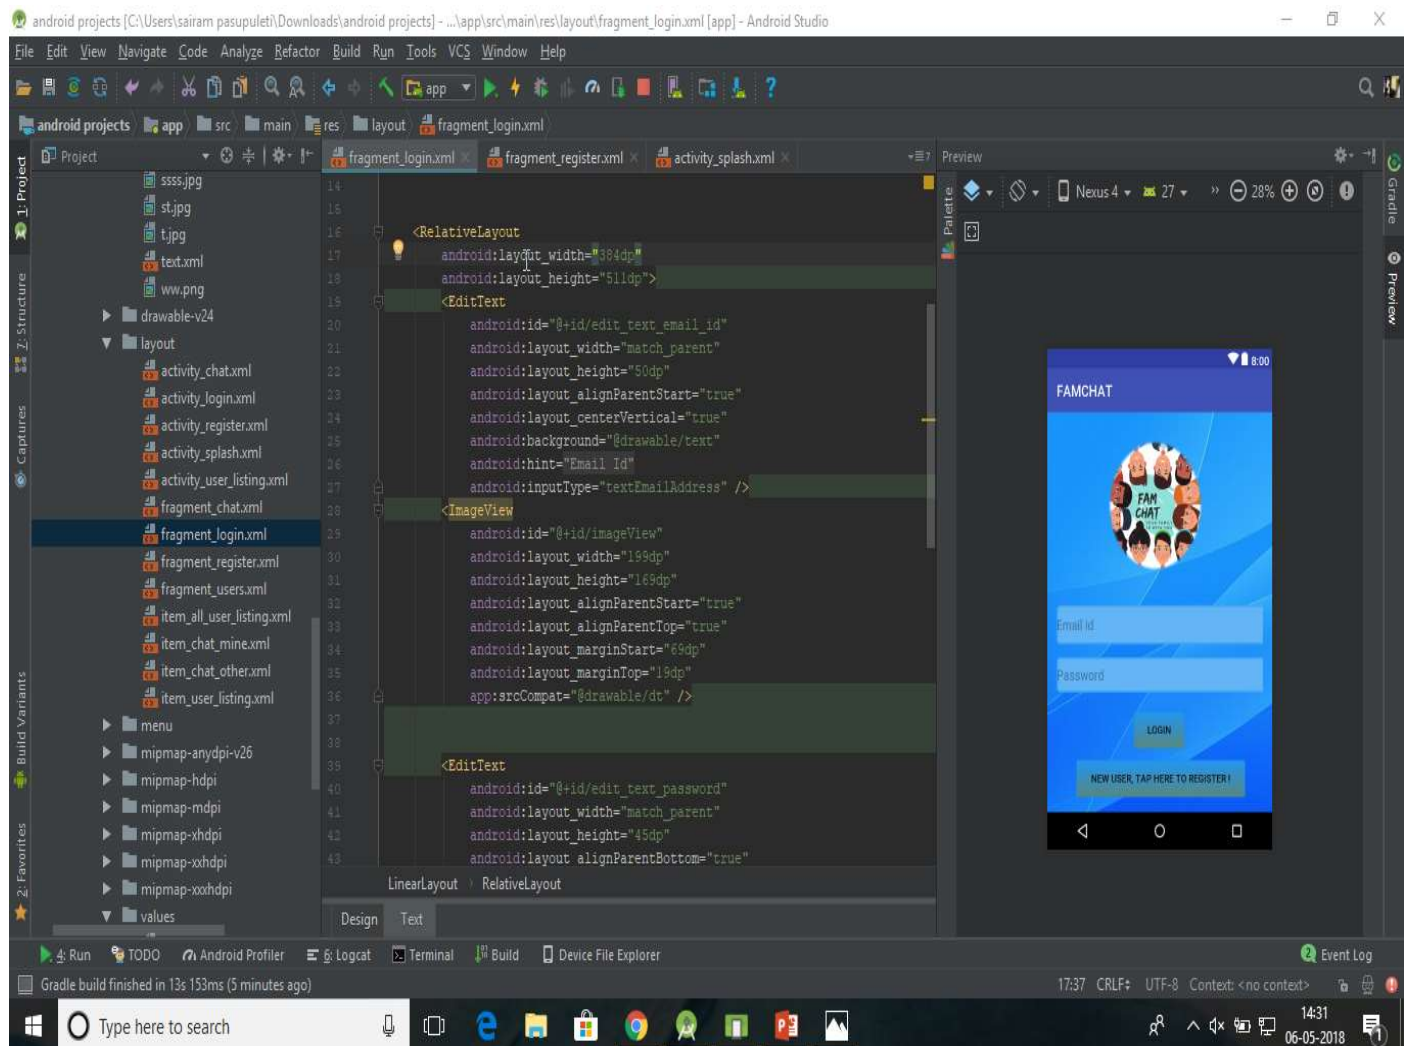 android projects [C:\Users\sairam pasupuleti\Downloads\android projects] - ...\app\src\main\res\layout\fragment_login.xml [app] - Android Studio
File Edit View Navigate Code Analyze Refactor Build Run Tools VCS Window Help
app
android projects app src main res layout fragment_login.xml
Project
fragment_login.xml fragment_register.xml activity_splash.xml
Preview
1: Project
7: Structure
Captures
Build Variants
2: Favorites
ssss.jpg
st.jpg
t.jpg
text.xml
ww.png
drawable-v24
layout
activity_chat.xml
activity_login.xml
activity_register.xml
activity_splash.xml
activity_user_listing.xml
fragment_chat.xml
fragment_login.xml
fragment_register.xml
fragment_users.xml
item_all_user_listing.xml
item_chat_mine.xml
item_chat_other.xml
item_user_listing.xml
menu
mipmap-anydpi-v26
mipmap-hdpi
mipmap-mdpi
mipmap-xhdpi
mipmap-xxhdpi
mipmap-xxxhdpi
values
14
15
16 <RelativeLayout
17 android:layout_width="384dp"
18 android:layout_height="511dp">
19 <EditText
20 android:id="@+id/edit_text_email_id"
21 android:layout_width="match_parent"
22 android:layout_height="50dp"
23 android:layout_alignParentStart="true"
24 android:layout_centerVertical="true"
25 android:background="@drawable/text"
26 android:hint="Email Id"
27 android:inputType="textEmailAddress" />
28 <ImageView
29 android:id="@+id/imageView"
30 android:layout_width="199dp"
31 android:layout_height="169dp"
32 android:layout_alignParentStart="true"
33 android:layout_alignParentTop="true"
34 android:layout_marginStart="69dp"
35 android:layout_marginTop="19dp"
36 app:srcCompat="@drawable/dt" />
37
38
39 <EditText
40 android:id="@+id/edit_text_password"
41 android:layout_width="match_parent"
42 android:layout_height="45dp"
43 android:layout_alignParentBottom="true"
LinearLayout RelativeLayout
Design Text
Palette
Nexus 4 27 28%
8:00
FAMCHAT
FAM
CHAT
Email Id
Password
LOGIN
NEW USER, TAP HERE TO REGISTER !
Gradle
Preview
4: Run TODO Android Profiler 6: Logcat Terminal Build Device File Explorer 2 Event Log
Gradle build finished in 13s 153ms (5 minutes ago) 17:37 CRLF UTF-8 Context: <no context>
Type here to search
14:31
06-05-2018
1